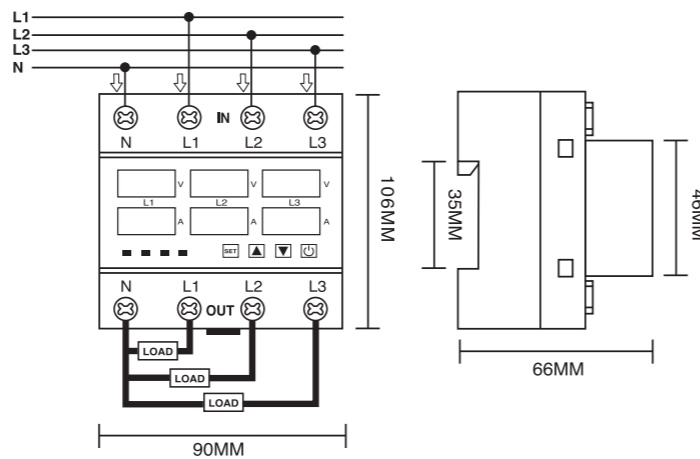 L1
L2
L3
N
IN
N L1 L2 L3
V V V
L1 L2 L3
A A A
SET
N L1 L2 L3
OUT
LOAD
LOAD
LOAD
90MM
106MM
35MM
46MM
66MM